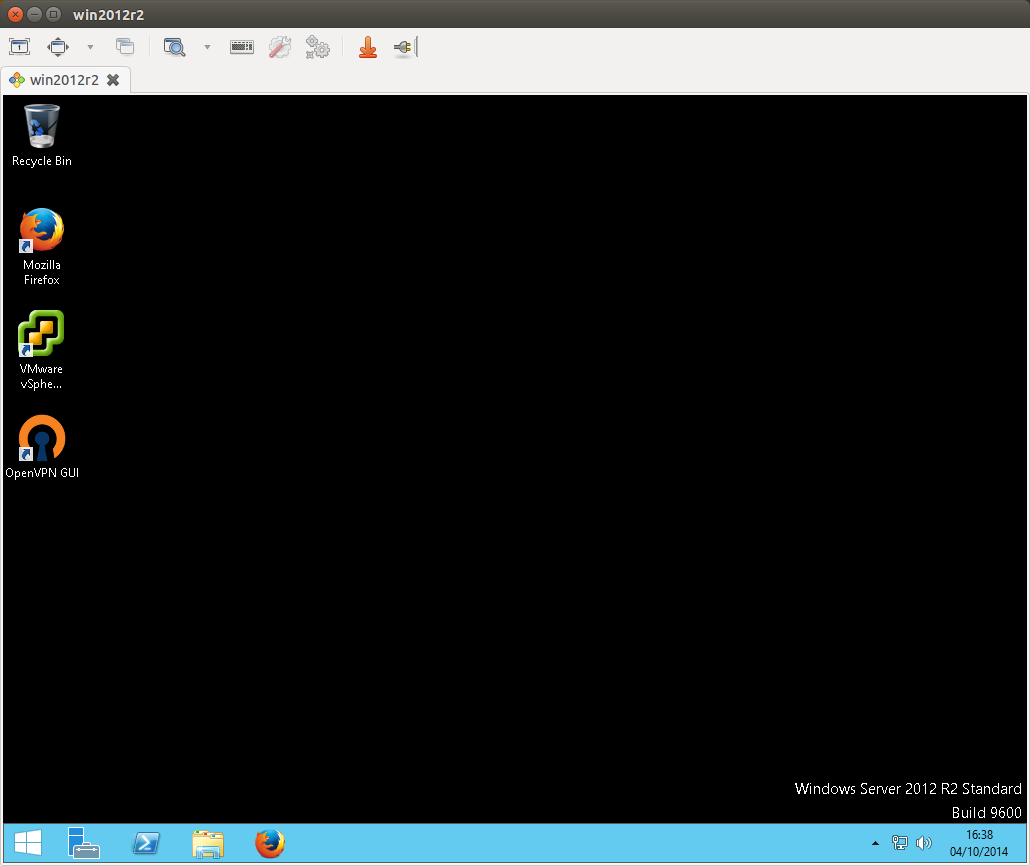 win2012r2
win2012r2
Recycle Bin
Mozilla
Firefox
VMware
vSphe...
OpenVPN GUI
Windows Server 2012 R2 Standard
Build 9600
16:38
04/10/2014